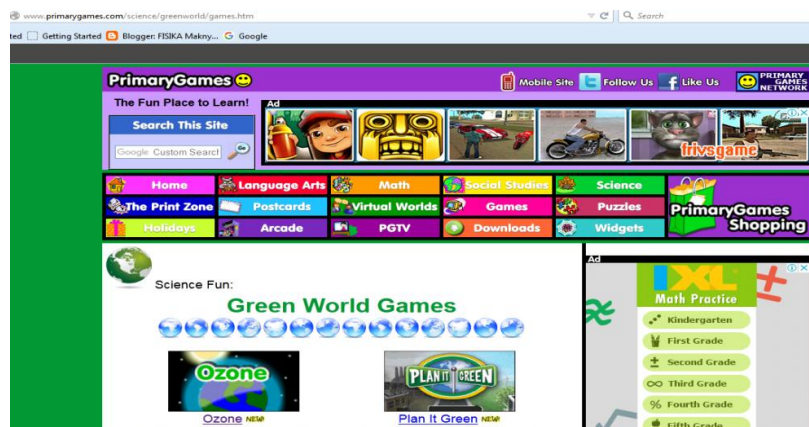 www.primarygames.com/science/greenworld/games.htm Search
ted Getting Started Blogger: FISIKA Makny... Google
PrimaryGames Mobile Site Follow Us Like Us PRIMARY GAMES NETWORK
The Fun Place to Learn! Ad
Search This Site
Google Custom Search Go
frivsgame
Home Language Arts Math Social Studies Science
The Print Zone Postcards Virtual Worlds Games Puzzles
Holidays Arcade PGTV Downloads Widgets
PrimaryGames
Shopping
Science Fun:
Green World Games
Ozone PLAN IT GREEN
Ozone NEW! Plan It Green NEW!
Ad
IXL
Math Practice
Kindergarten
First Grade
Second Grade
Third Grade
Fourth Grade
Fifth Grade